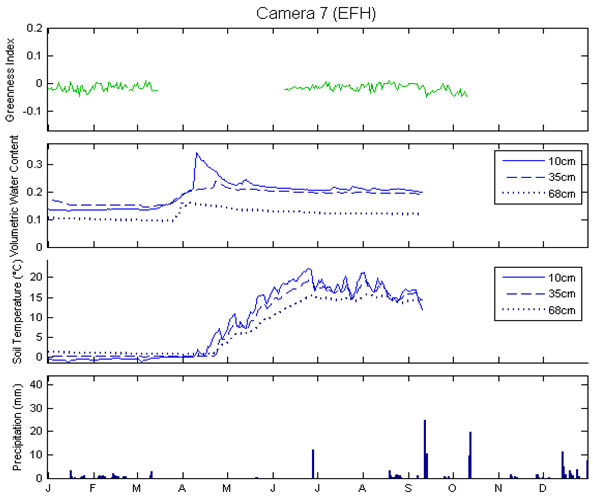 Camera 7 (EFH)
Greenness Index
0.2
0.1
0
-0.1
Volumetric Water Content
0.3
0.2
0.1
0
10cm
35cm
68cm
Soil Temperature (°C)
20
15
10
5
0
10cm
35cm
68cm
Precipitation (mm)
40
30
20
10
0
J F M A M J J A S O N D